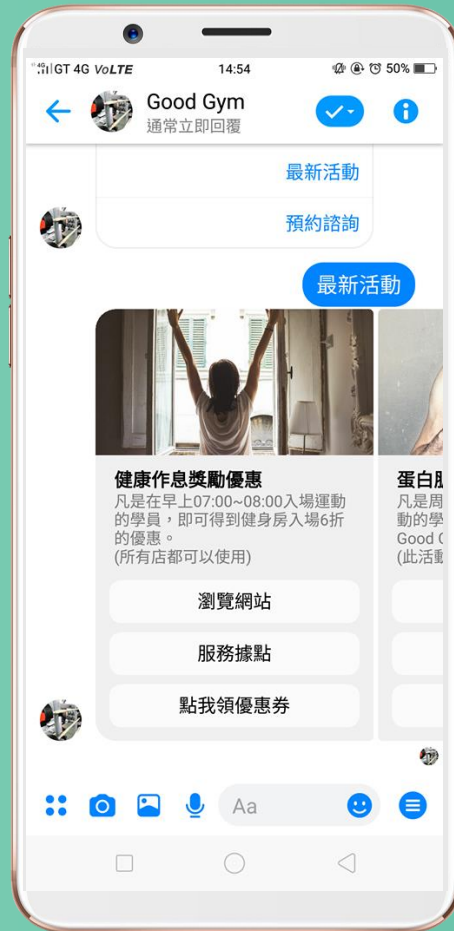 GT 4G VoLTE 14:54 50%
Good Gym
通常立即回覆
最新活動
預約諮詢
最新活動
健康作息獎勵優惠
凡是在早上07:00~08:00入場運動
的學員，即可得到健身房入場6折
的優惠。
(所有店都可以使用)
瀏覽網站
服務據點
點我領優惠券
蛋白
凡是周
動的學
Good
(此活動
Aa